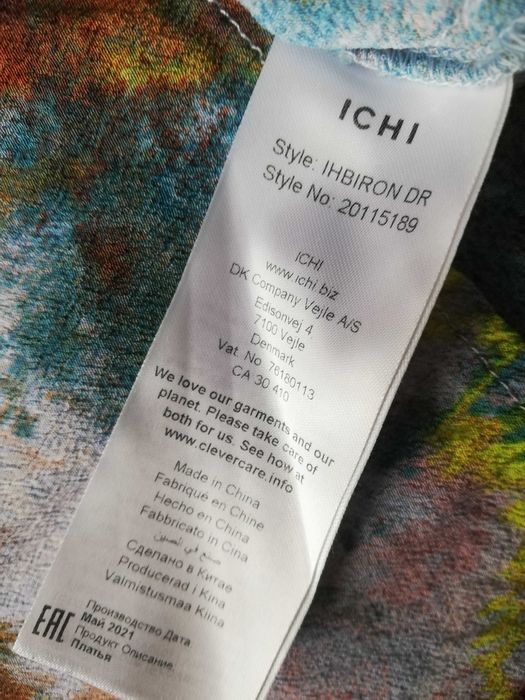 ICHI
Style: IHBIRON DR
Style No: 20115189
ICHI
www.ichi.biz
DK Company Vejle A/S
Edisonvej 4
7100 Vejle
Denmark
Vat. No 76180113
CA 30 410
We love our garments and our
planet. Please take care of
both for us. See how at
www.clevercare.info
Made in China
Fabriqué en Chine
Hecho en China
Fabbricato in Cina
صنع في الصين
Сделано в Китае
Producerad i Kina
Valmistusmaa Kiina
EAC
Производство Дата
Май 2021
Продукт Описание
Платья